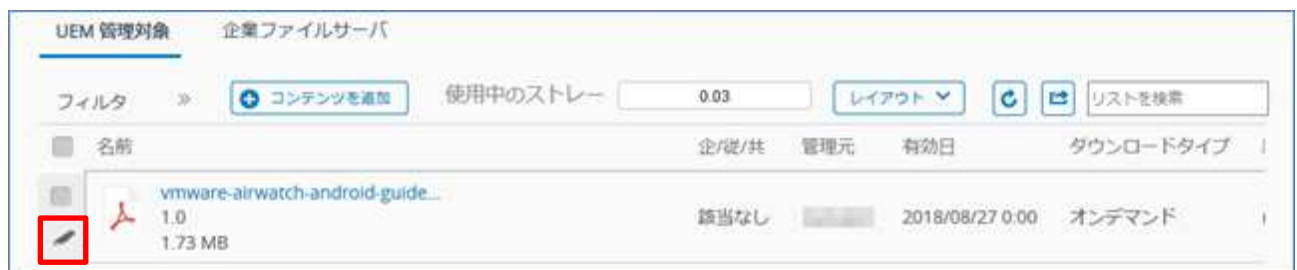 UEM 管理対象 企業ファイルサーバ
フィルタ » コンテンツを追加 使用中のストレー 0.03 レイアウト リストを検索
名前 企/従/共 管理元 有効日 ダウンロードタイプ
vmware-airwatch-android-guide...
1.0 該当なし 2018/08/27 0:00 オンデマンド
1.73 MB